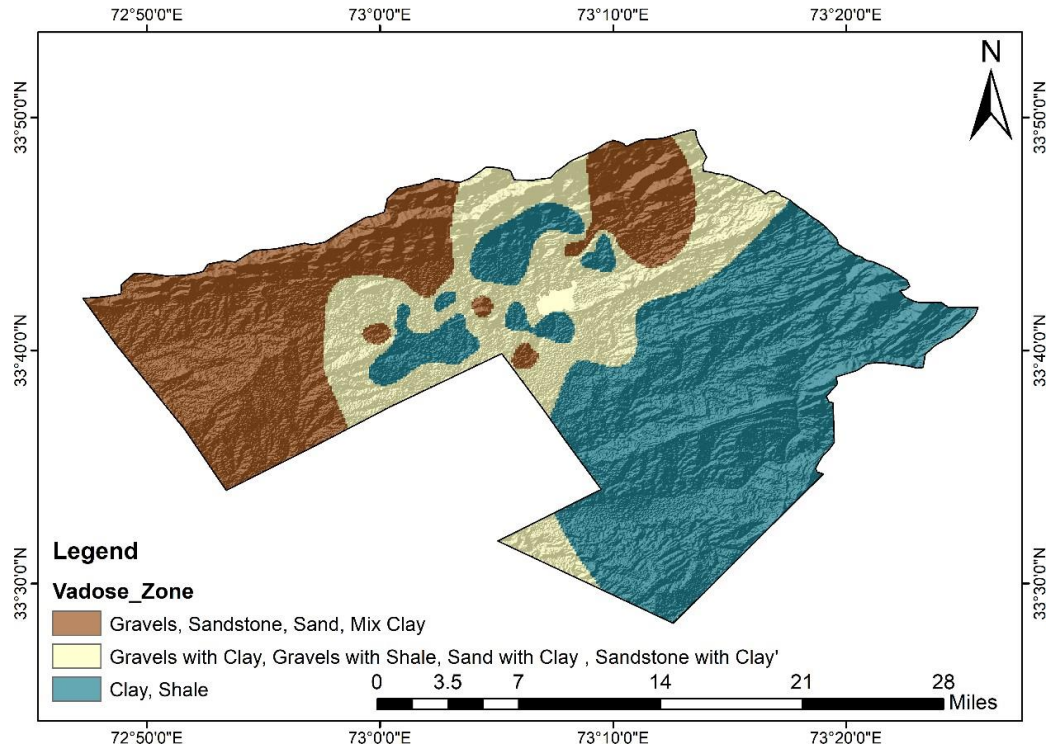 72°50'0"E 73°0'0"E 73°10'0"E 73°20'0"E
N
33°50'0"N 33°50'0"N
33°40'0"N 33°40'0"N
33°30'0"N 33°30'0"N
Legend
Vadose_Zone
Gravels, Sandstone, Sand, Mix Clay
Gravels with Clay, Gravels with Shale, Sand with Clay , Sandstone with Clay'
Clay, Shale
0 3.5 7 14 21 28
Miles
72°50'0"E 73°0'0"E 73°10'0"E 73°20'0"E